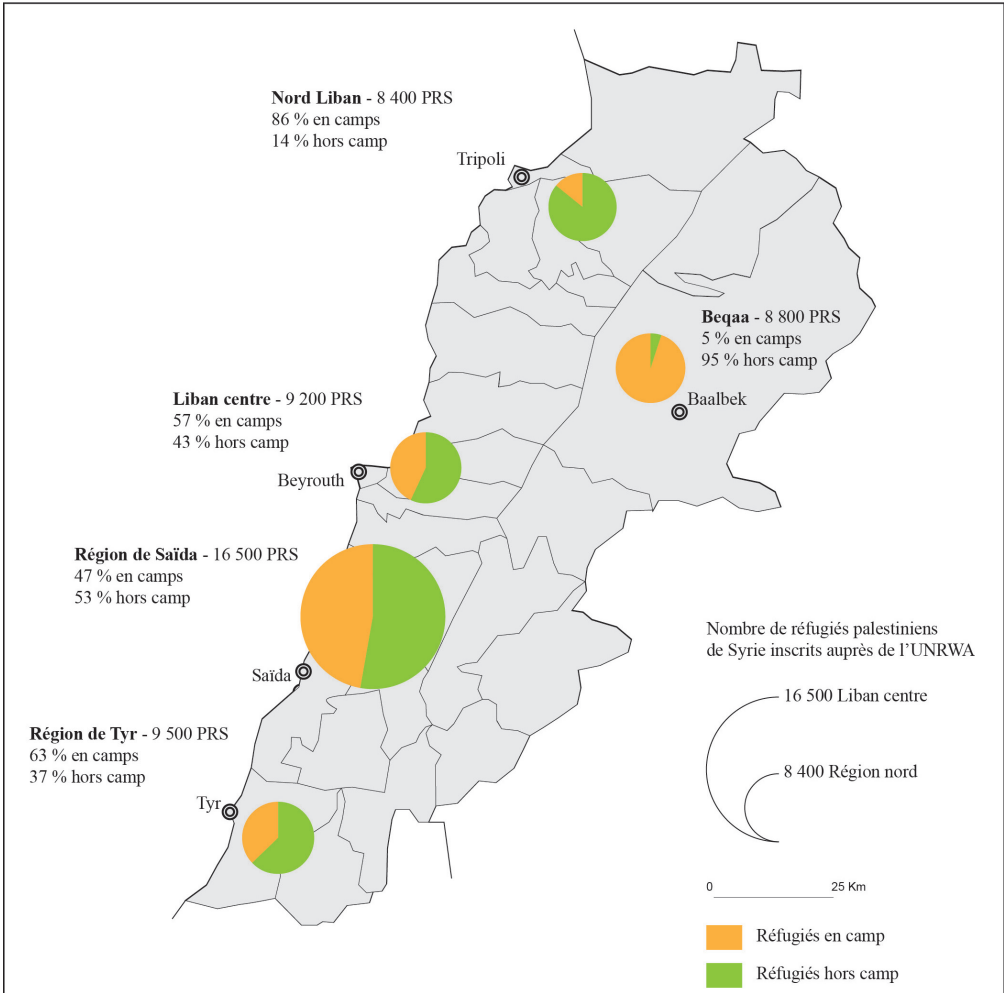 Nord Liban - 8 400 PRS
86 % en camps
14 % hors camp
Tripoli
Beqaa - 8 800 PRS
5 % en camps
95 % hors camp
Baalbek
Liban centre - 9 200 PRS
57 % en camps
43 % hors camp
Beyrouth
Région de Saïda - 16 500 PRS
47 % en camps
53 % hors camp
Saïda
Région de Tyr - 9 500 PRS
63 % en camps
37 % hors camp
Tyr
Nombre de réfugiés palestiniens
de Syrie inscrits auprès de l’UNRWA
16 500 Liban centre
8 400 Région nord
0 25 Km
Réfugiés en camp
Réfugiés hors camp